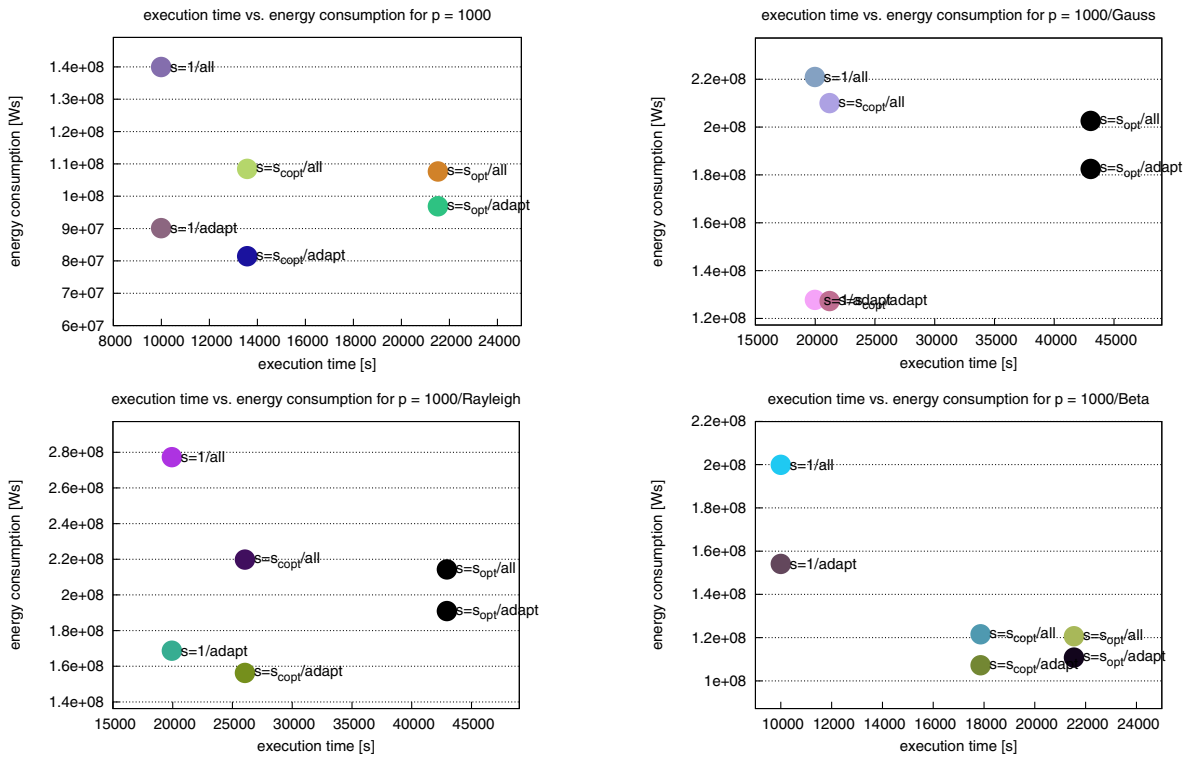 execution time vs. energy consumption for p = 1000
energy consumption [Ws]
1.4e+08
1.3e+08
1.2e+08
1.1e+08
1e+08
9e+07
8e+07
7e+07
6e+07
s=1/all
s=scopt/all
s=sopt/all
s=sopt/adapt
s=1/adapt
s=scopt/adapt
8000 10000 12000 14000 16000 18000 20000 22000 24000
execution time [s]
execution time vs. energy consumption for p = 1000/Gauss
energy consumption [Ws]
2.2e+08
2e+08
1.8e+08
1.6e+08
1.4e+08
1.2e+08
s=1/all
s=scopt/all
s=sopt/all
s=sopt/adapt
s=1/adapt
s=scopt/adapt
15000 20000 25000 30000 35000 40000 45000
execution time [s]
execution time vs. energy consumption for p = 1000/Rayleigh
energy consumption [Ws]
2.8e+08
2.6e+08
2.4e+08
2.2e+08
2e+08
1.8e+08
1.6e+08
1.4e+08
s=1/all
s=scopt/all
s=sopt/all
s=sopt/adapt
s=1/adapt
s=scopt/adapt
15000 20000 25000 30000 35000 40000 45000
execution time [s]
execution time vs. energy consumption for p = 1000/Beta
energy consumption [Ws]
2.2e+08
2e+08
1.8e+08
1.6e+08
1.4e+08
1.2e+08
1e+08
s=1/all
s=1/adapt
s=scopt/all
s=sopt/all
s=scopt/adapt
s=sopt/adapt
10000 12000 14000 16000 18000 20000 22000 24000
execution time [s]